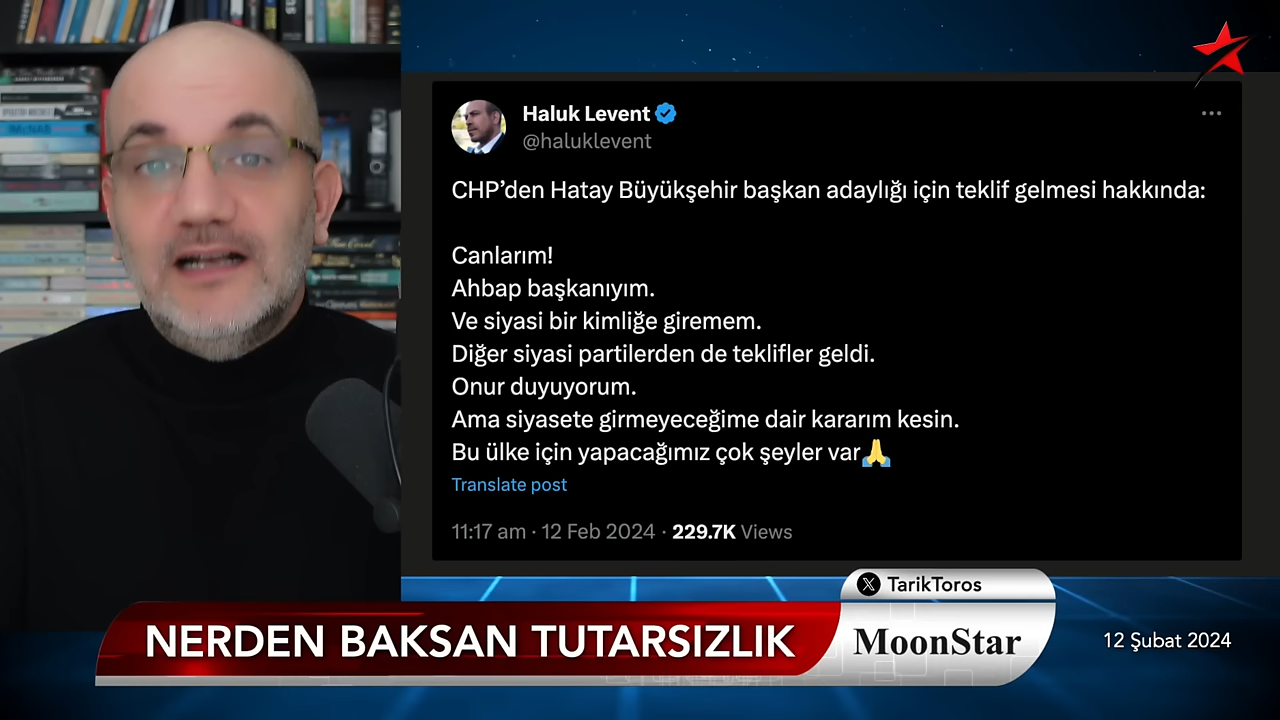 Haluk Levent
@haluklevent
CHP’den Hatay Büyükşehir başkan adaylığı için teklif gelmesi hakkında:
Canlarım!
Ahbap başkanıyım.
Ve siyasi bir kimliğe giremem.
Diğer siyasi partilerden de teklifler geldi.
Onur duyuyorum.
Ama siyasete girmeyeceğime dair kararım kesin.
Bu ülke için yapacağımız çok şeyler var🙏
Translate post
11:17 am · 12 Feb 2024 · 229.7K Views
X TarikToros
NERDEN BAKSAN TUTARSIZLIK
MoonStar
12 Şubat 2024